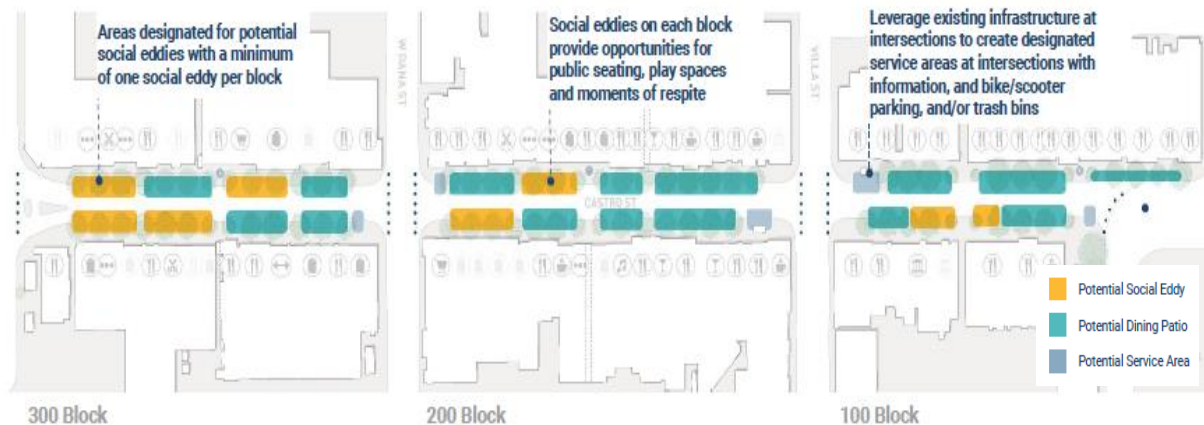 Areas designated for potential
social eddies with a minimum
of one social eddy per block
W DANA ST
Social eddies on each block
provide opportunities for
public seating, play spaces
and moments of respite
VILLA ST
Leverage existing infrastructure at
intersections to create designated
service areas at intersections with
information, and bike/scooter
parking, and/or trash bins
CASTRO ST
Potential Social Eddy
Potential Dining Patio
Potential Service Area
300 Block
200 Block
100 Block